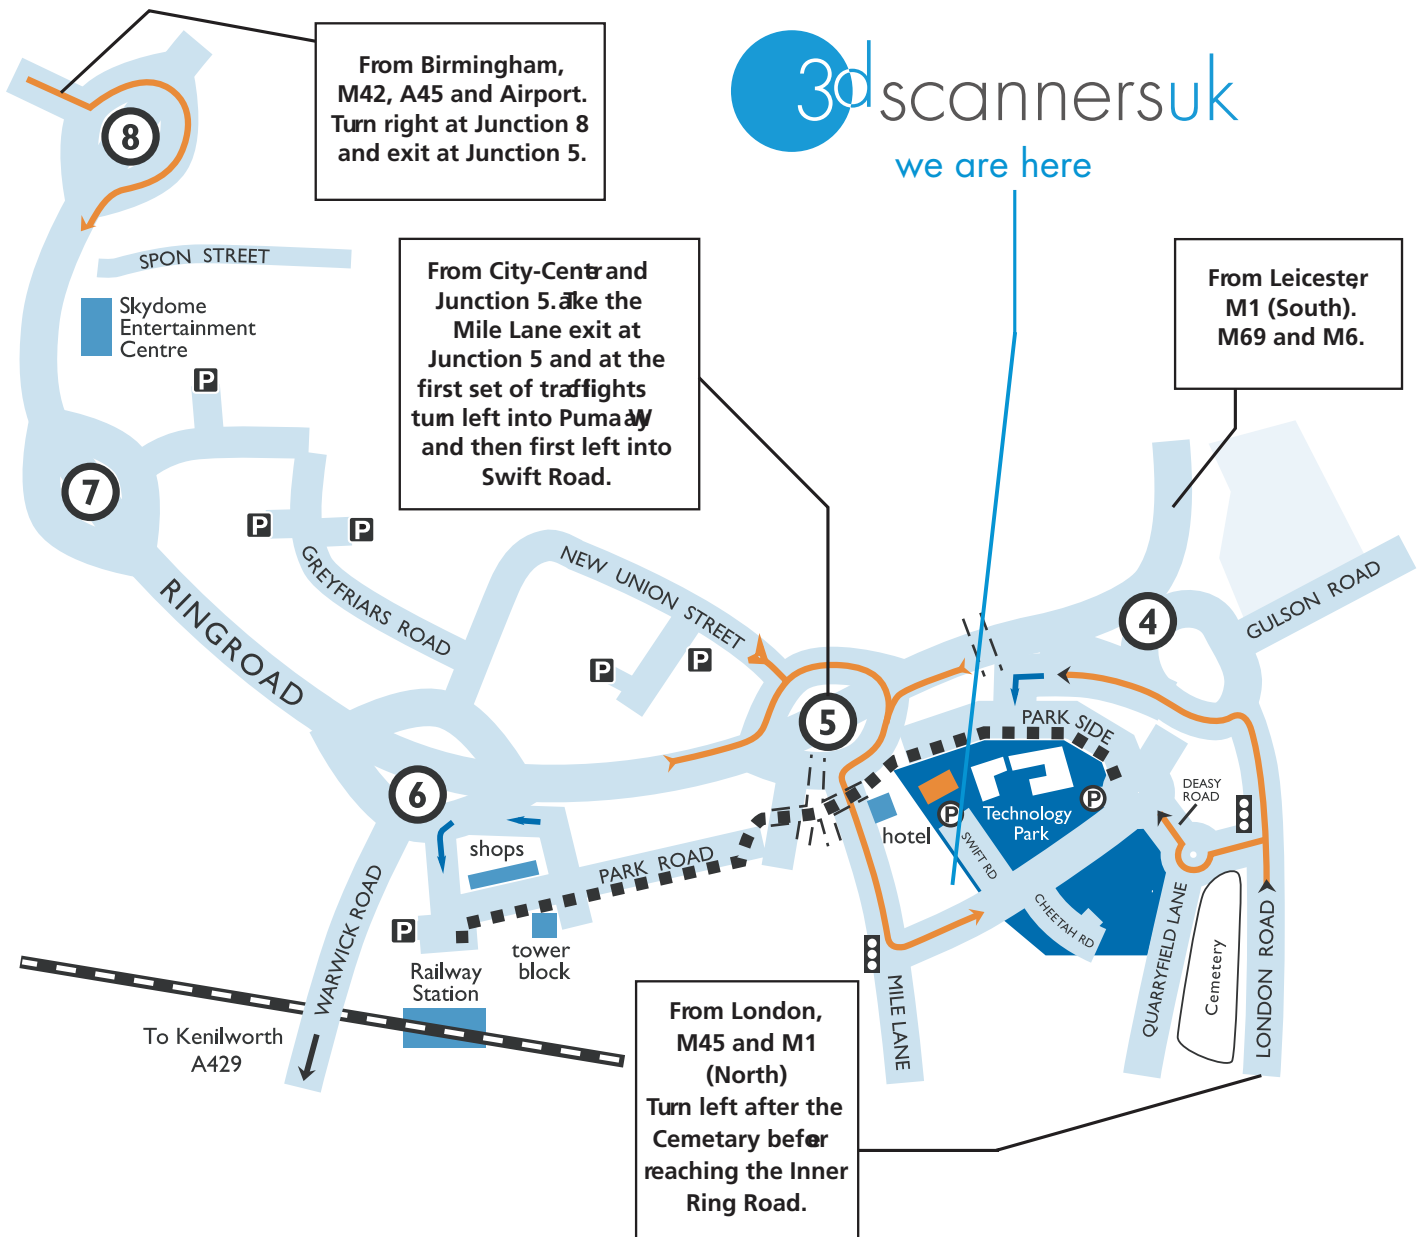 3dscannersuk
we are here
From Birmingham,
M42, A45 and Airport.
Turn right at Junction 8
and exit at Junction 5.
8
SPON STREET
Skydome
Entertainment
Centre
P
From City-Centr and
Junction 5. Take the
Mile Lane exit at
Junction 5 and at the
first set of traffic lights
turn left into Puma Way
and then first left into
Swift Road.
From Leicester,
M1 (South).
M69 and M6.
7
P
P
GREYFRIARS ROAD
NEW UNION STREET
P
P
RINGROAD
4
GULSON ROAD
5
PARK SIDE
6
DEASY
ROAD
P
P
Technology
Park
hotel
SWIFT RD
CHEETAH RD
shops
PARK ROAD
WARWICK ROAD
P
tower
block
Railway
Station
To Kenilworth
A429
MILE LANE
QUARRYFIELD LANE
Cemetery
LONDON ROAD
From London,
M45 and M1
(North)
Turn left after the
Cemetary befor
reaching the Inner
Ring Road.